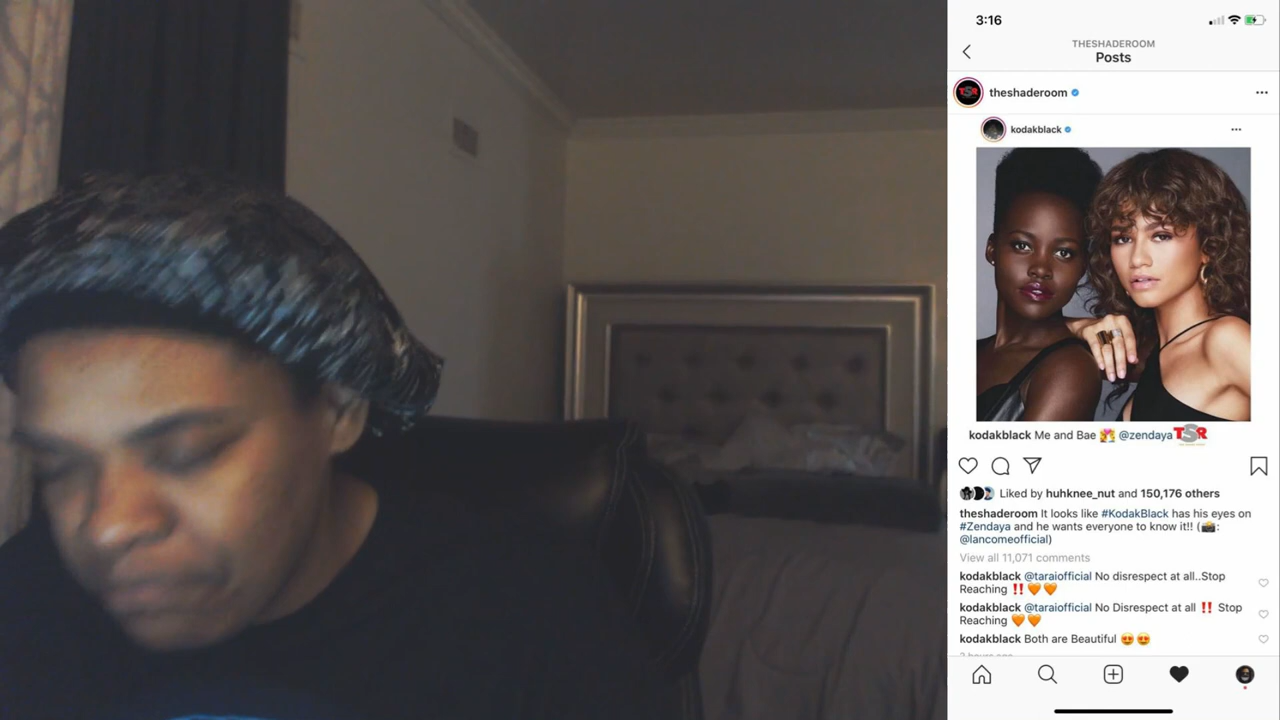 3:16
THESHADEROOM
Posts
TSR
theshaderoom
kodakblack
kodakblack Me and Bae 💏 @zendaya TSR
Liked by huhknee_nut and 150,176 others
theshaderoom It looks like #KodakBlack has his eyes on
#Zendaya and he wants everyone to know it!! (📸:
@lancomeofficial)
View all 11,071 comments
kodakblack @taraiofficial No disrespect at all..Stop
Reaching ‼️🧡🧡
kodakblack @taraiofficial No Disrespect at all ‼️ Stop
Reaching 🧡🧡
kodakblack Both are Beautiful 😍😍